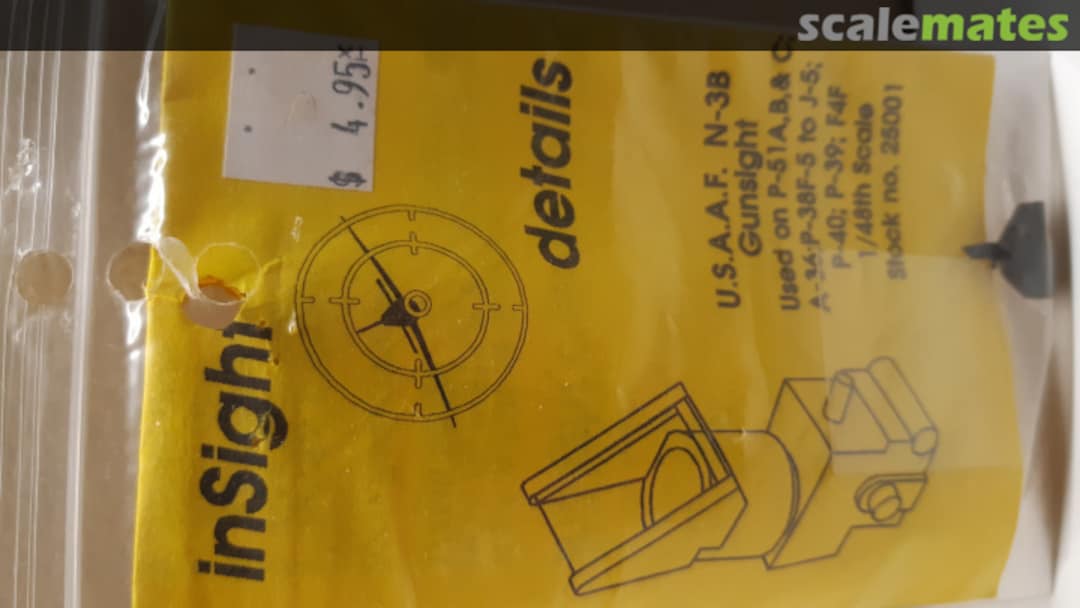 scalemates
$ 4.95
inSight
details
U.S.A.A.F. N-3B
Gunsight
Used on P-51A,B,& C;
A-36;P-38F-5 to J-5;
P-40; P-39; F4F
1/48th Scale
Stock no. 25001